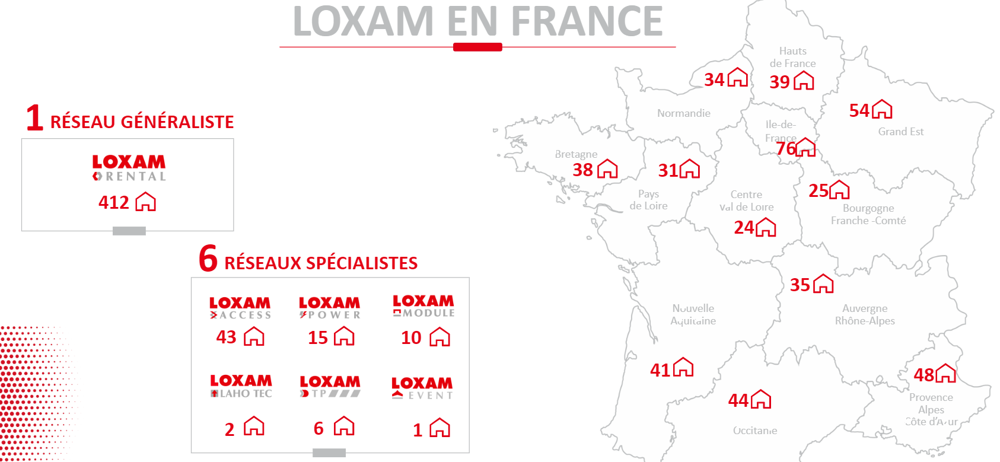 LOXAM EN FRANCE
1 RÉSEAU GÉNÉRALISTE
LOXAM
RENTAL
412
6 RÉSEAUX SPÉCIALISTES
LOXAM
ACCESS
43
LOXAM
POWER
15
LOXAM
MODULE
10
LOXAM
LAHO TEC
2
LOXAM
TP
6
LOXAM
EVENT
1
Hauts
de France
39
34
Normandie
54
Grand Est
Ile-de-
France
76
Bretagne
38
31
Pays
de Loire
Centre
Val de Loire
24
25
Bourgogne
Franche -Comté
35
Auvergne
Rhône-Alpes
Nouvelle
Aquitaine
41
44
Occitanie
48
Provence
Alpes
Côte d'Azur